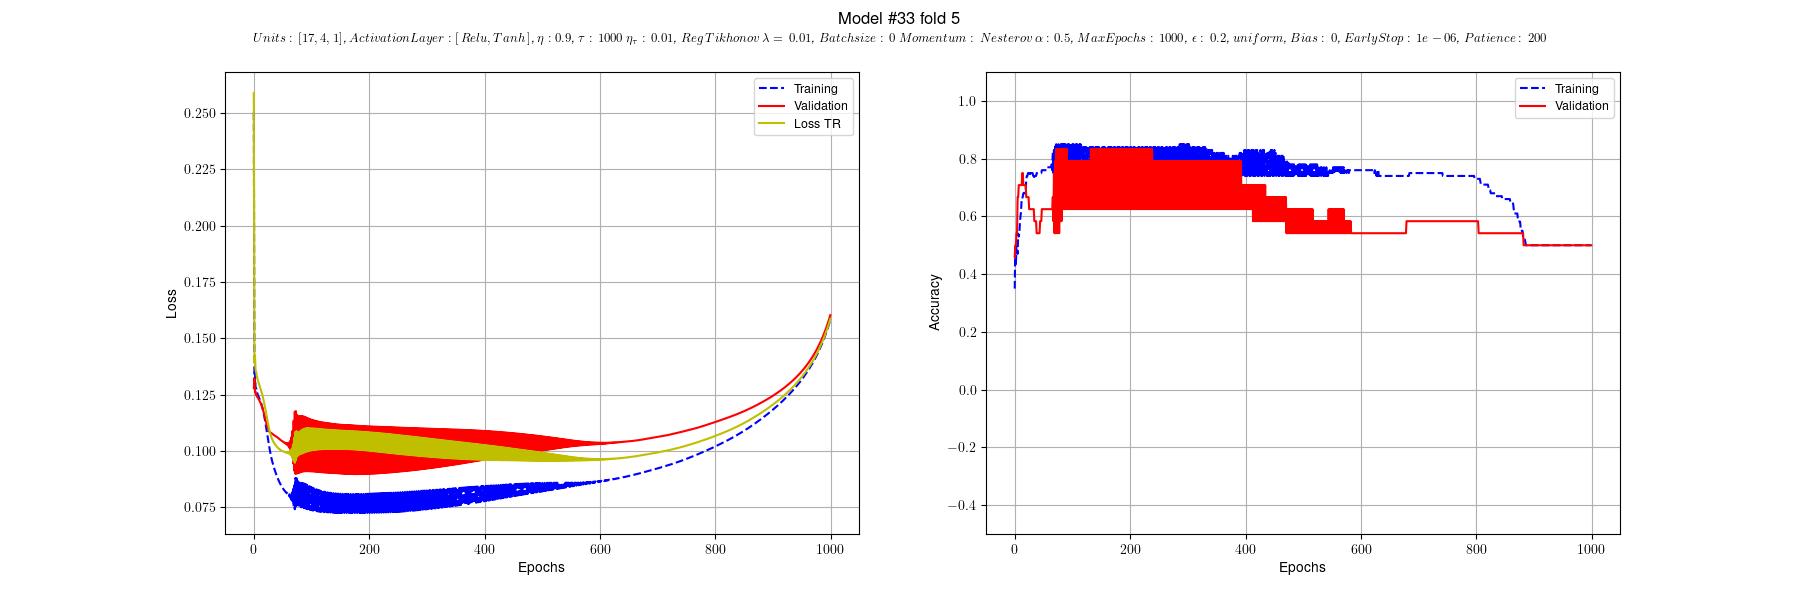 Model #33 fold 5
Units : [17, 4, 1], ActivationLayer : [ Relu, Tanh ], η : 0.9, τ : 1000 ητ : 0.01, RegTikhonov λ = 0.01, Batchsize : 0 Momentum : Nesterov α : 0.5, MaxEpochs : 1000, ϵ : 0.2, uniform, Bias : 0, EarlyStop : 1e − 06, Patience : 200
Loss
0.250
0.225
0.200
0.175
0.150
0.125
0.100
0.075
Training
Validation
Loss TR
0 200 400 600 800 1000
Epochs
Accuracy
1.0
0.8
0.6
0.4
0.2
0.0
−0.2
−0.4
Training
Validation
0 200 400 600 800 1000
Epochs